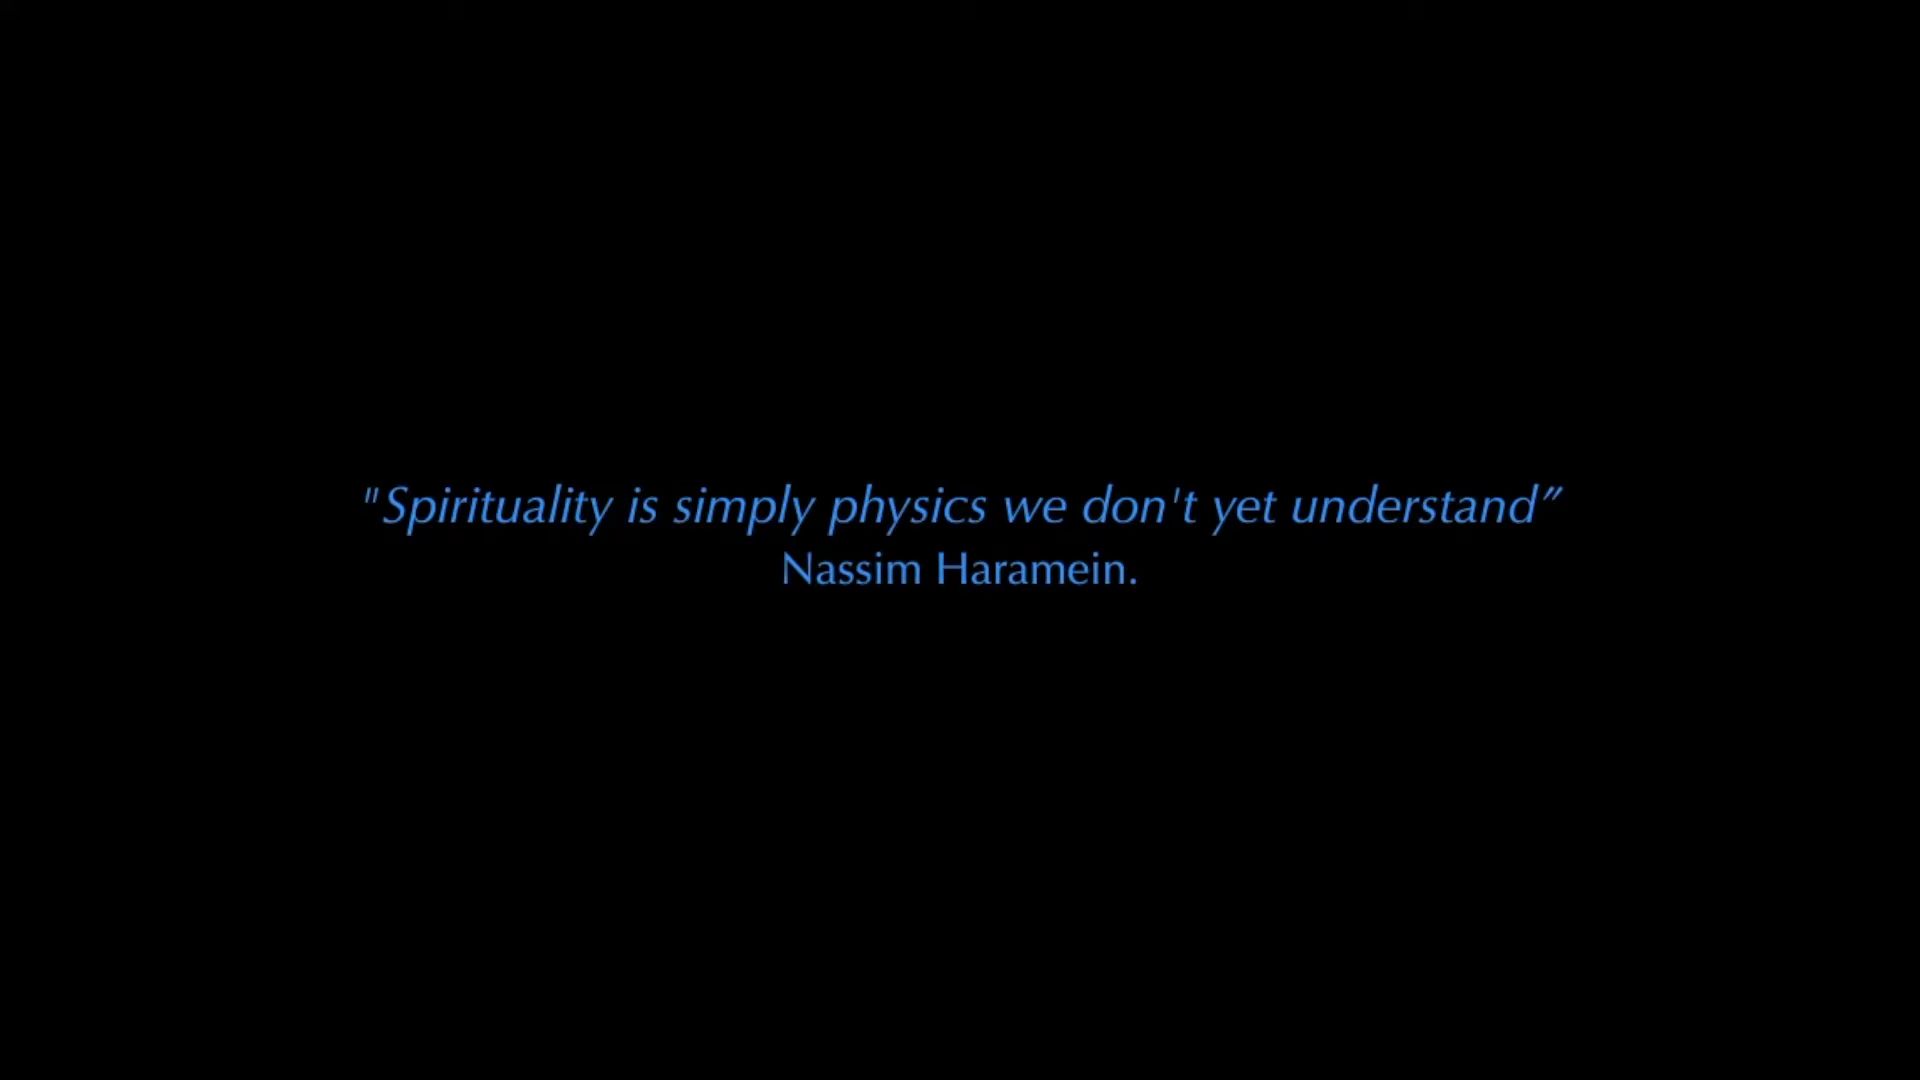 "Spirituality is simply physics we don't yet understand”
Nassim Haramein.